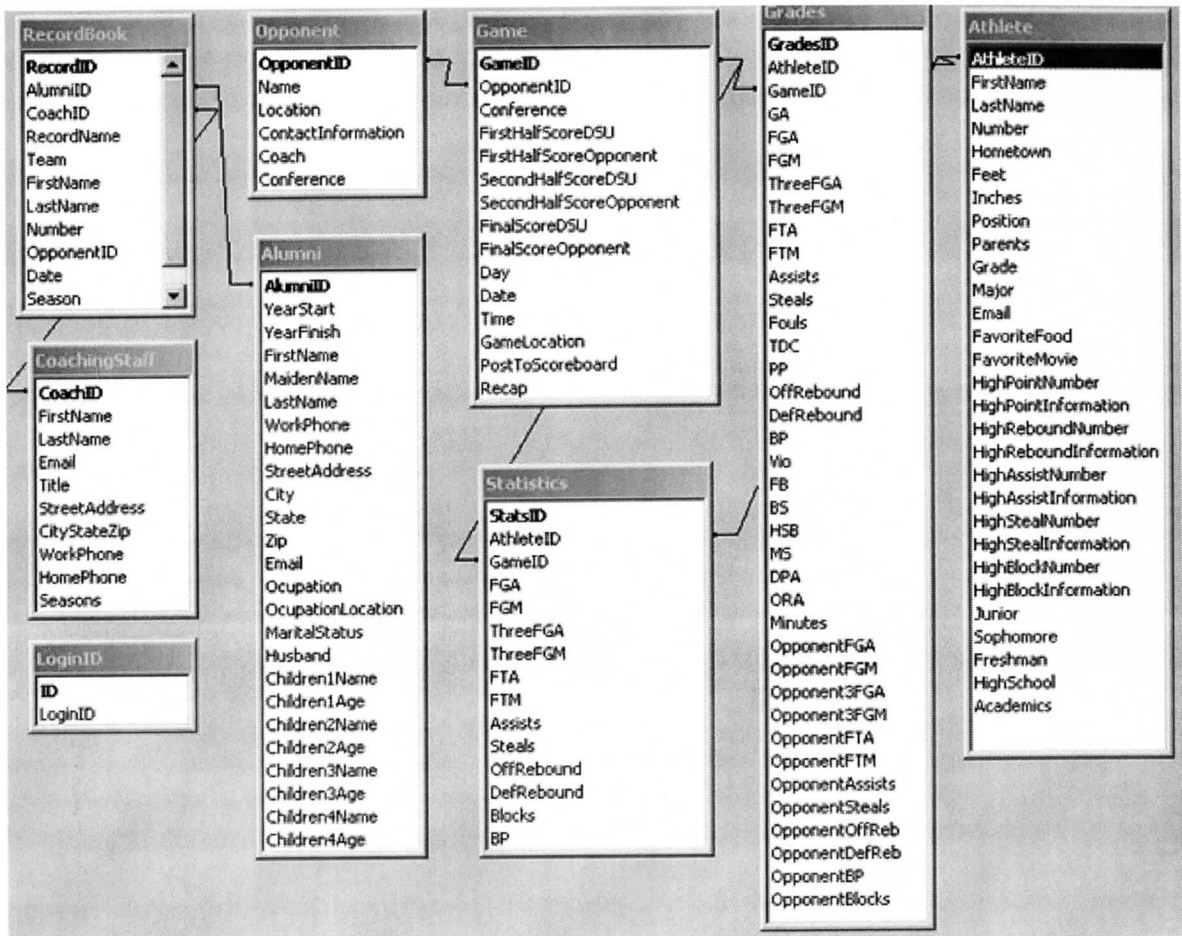 RecordBook
RecordID
AlumniID
CoachID
RecordName
Team
FirstName
LastName
Number
OpponentID
Date
Season
CoachingStaff
CoachID
FirstName
LastName
Email
Title
StreetAddress
CityStateZip
WorkPhone
HomePhone
Seasons
LoginID
ID
LoginID
Opponent
OpponentID
Name
Location
ContactInformation
Coach
Conference
Alumni
AlumniID
YearStart
YearFinish
FirstName
MaidenName
LastName
WorkPhone
HomePhone
StreetAddress
City
State
Zip
Email
Ocupation
OcupationLocation
MaritalStatus
Husband
Children1Name
Children1Age
Children2Name
Children2Age
Children3Name
Children3Age
Children4Name
Children4Age
Game
GameID
OpponentID
Conference
FirstHalfScoreDSU
FirstHalfScoreOpponent
SecondHalfScoreDSU
SecondHalfScoreOpponent
FinalScoreDSU
FinalScoreOpponent
Day
Date
Time
GameLocation
PostToScoreboard
Recap
Statistics
StatsID
AthleteID
GameID
FGA
FGM
ThreeFGA
ThreeFGM
FTA
FTM
Assists
Steals
OffRebound
DefRebound
Blocks
BP
Grades
GradesID
AthleteID
GameID
GA
FGA
FGM
ThreeFGA
ThreeFGM
FTA
FTM
Assists
Steals
Fouls
TDC
PP
OffRebound
DefRebound
BP
Vio
FB
BS
HSB
MS
DPA
ORA
Minutes
OpponentFGA
OpponentFGM
Opponent3FGA
Opponent3FGM
OpponentFTA
OpponentFTM
OpponentAssists
OpponentSteals
OpponentOffReb
OpponentDefReb
OpponentBP
OpponentBlocks
Athlete
AthleteID
FirstName
LastName
Number
Hometown
Feet
Inches
Position
Parents
Grade
Major
Email
FavoriteFood
FavoriteMovie
HighPointNumber
HighPointInformation
HighReboundNumber
HighReboundInformation
HighAssistNumber
HighAssistInformation
HighStealNumber
HighStealInformation
HighBlockNumber
HighBlockInformation
Junior
Sophomore
Freshman
HighSchool
Academics